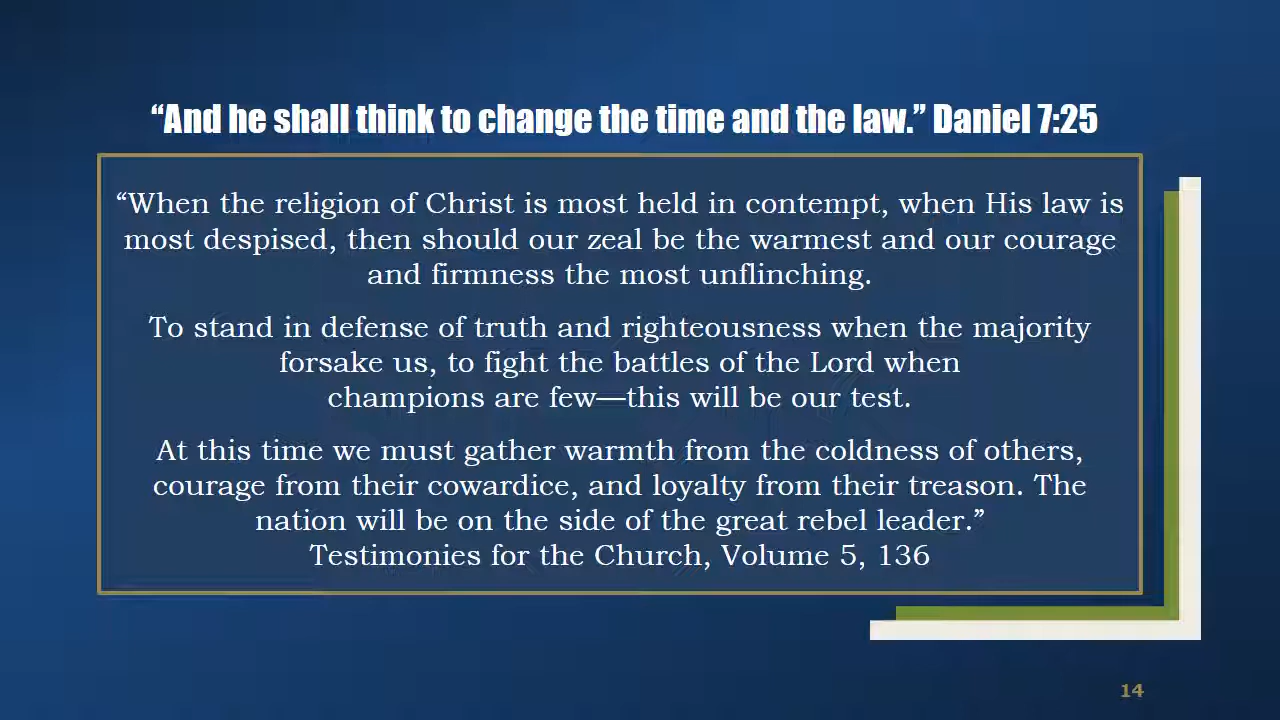 “And he shall think to change the time and the law.” Daniel 7:25
“When the religion of Christ is most held in contempt, when His law is
most despised, then should our zeal be the warmest and our courage
and firmness the most unflinching.
To stand in defense of truth and righteousness when the majority
forsake us, to fight the battles of the Lord when
champions are few—this will be our test.
At this time we must gather warmth from the coldness of others,
courage from their cowardice, and loyalty from their treason. The
nation will be on the side of the great rebel leader.”
Testimonies for the Church, Volume 5, 136
14